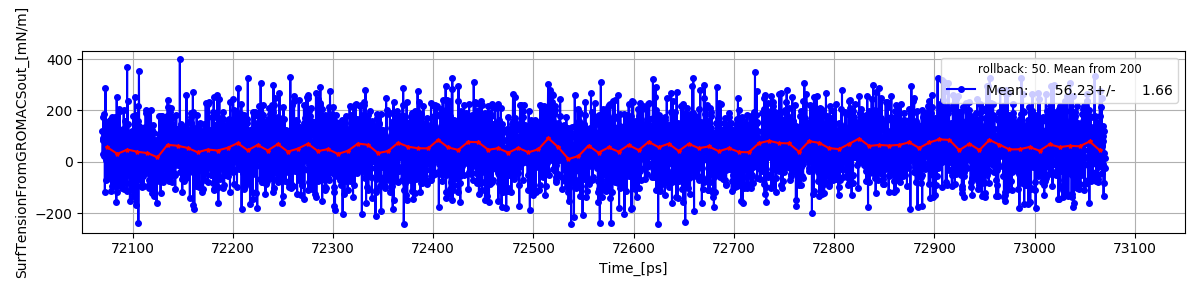 SurfTensionFromGROMACSout_[mN/m]
400
200
0
−200
rollback: 50. Mean from 200
Mean: 56.23+/- 1.66
72100 72200 72300 72400 72500 72600 72700 72800 72900 73000 73100
Time_[ps]